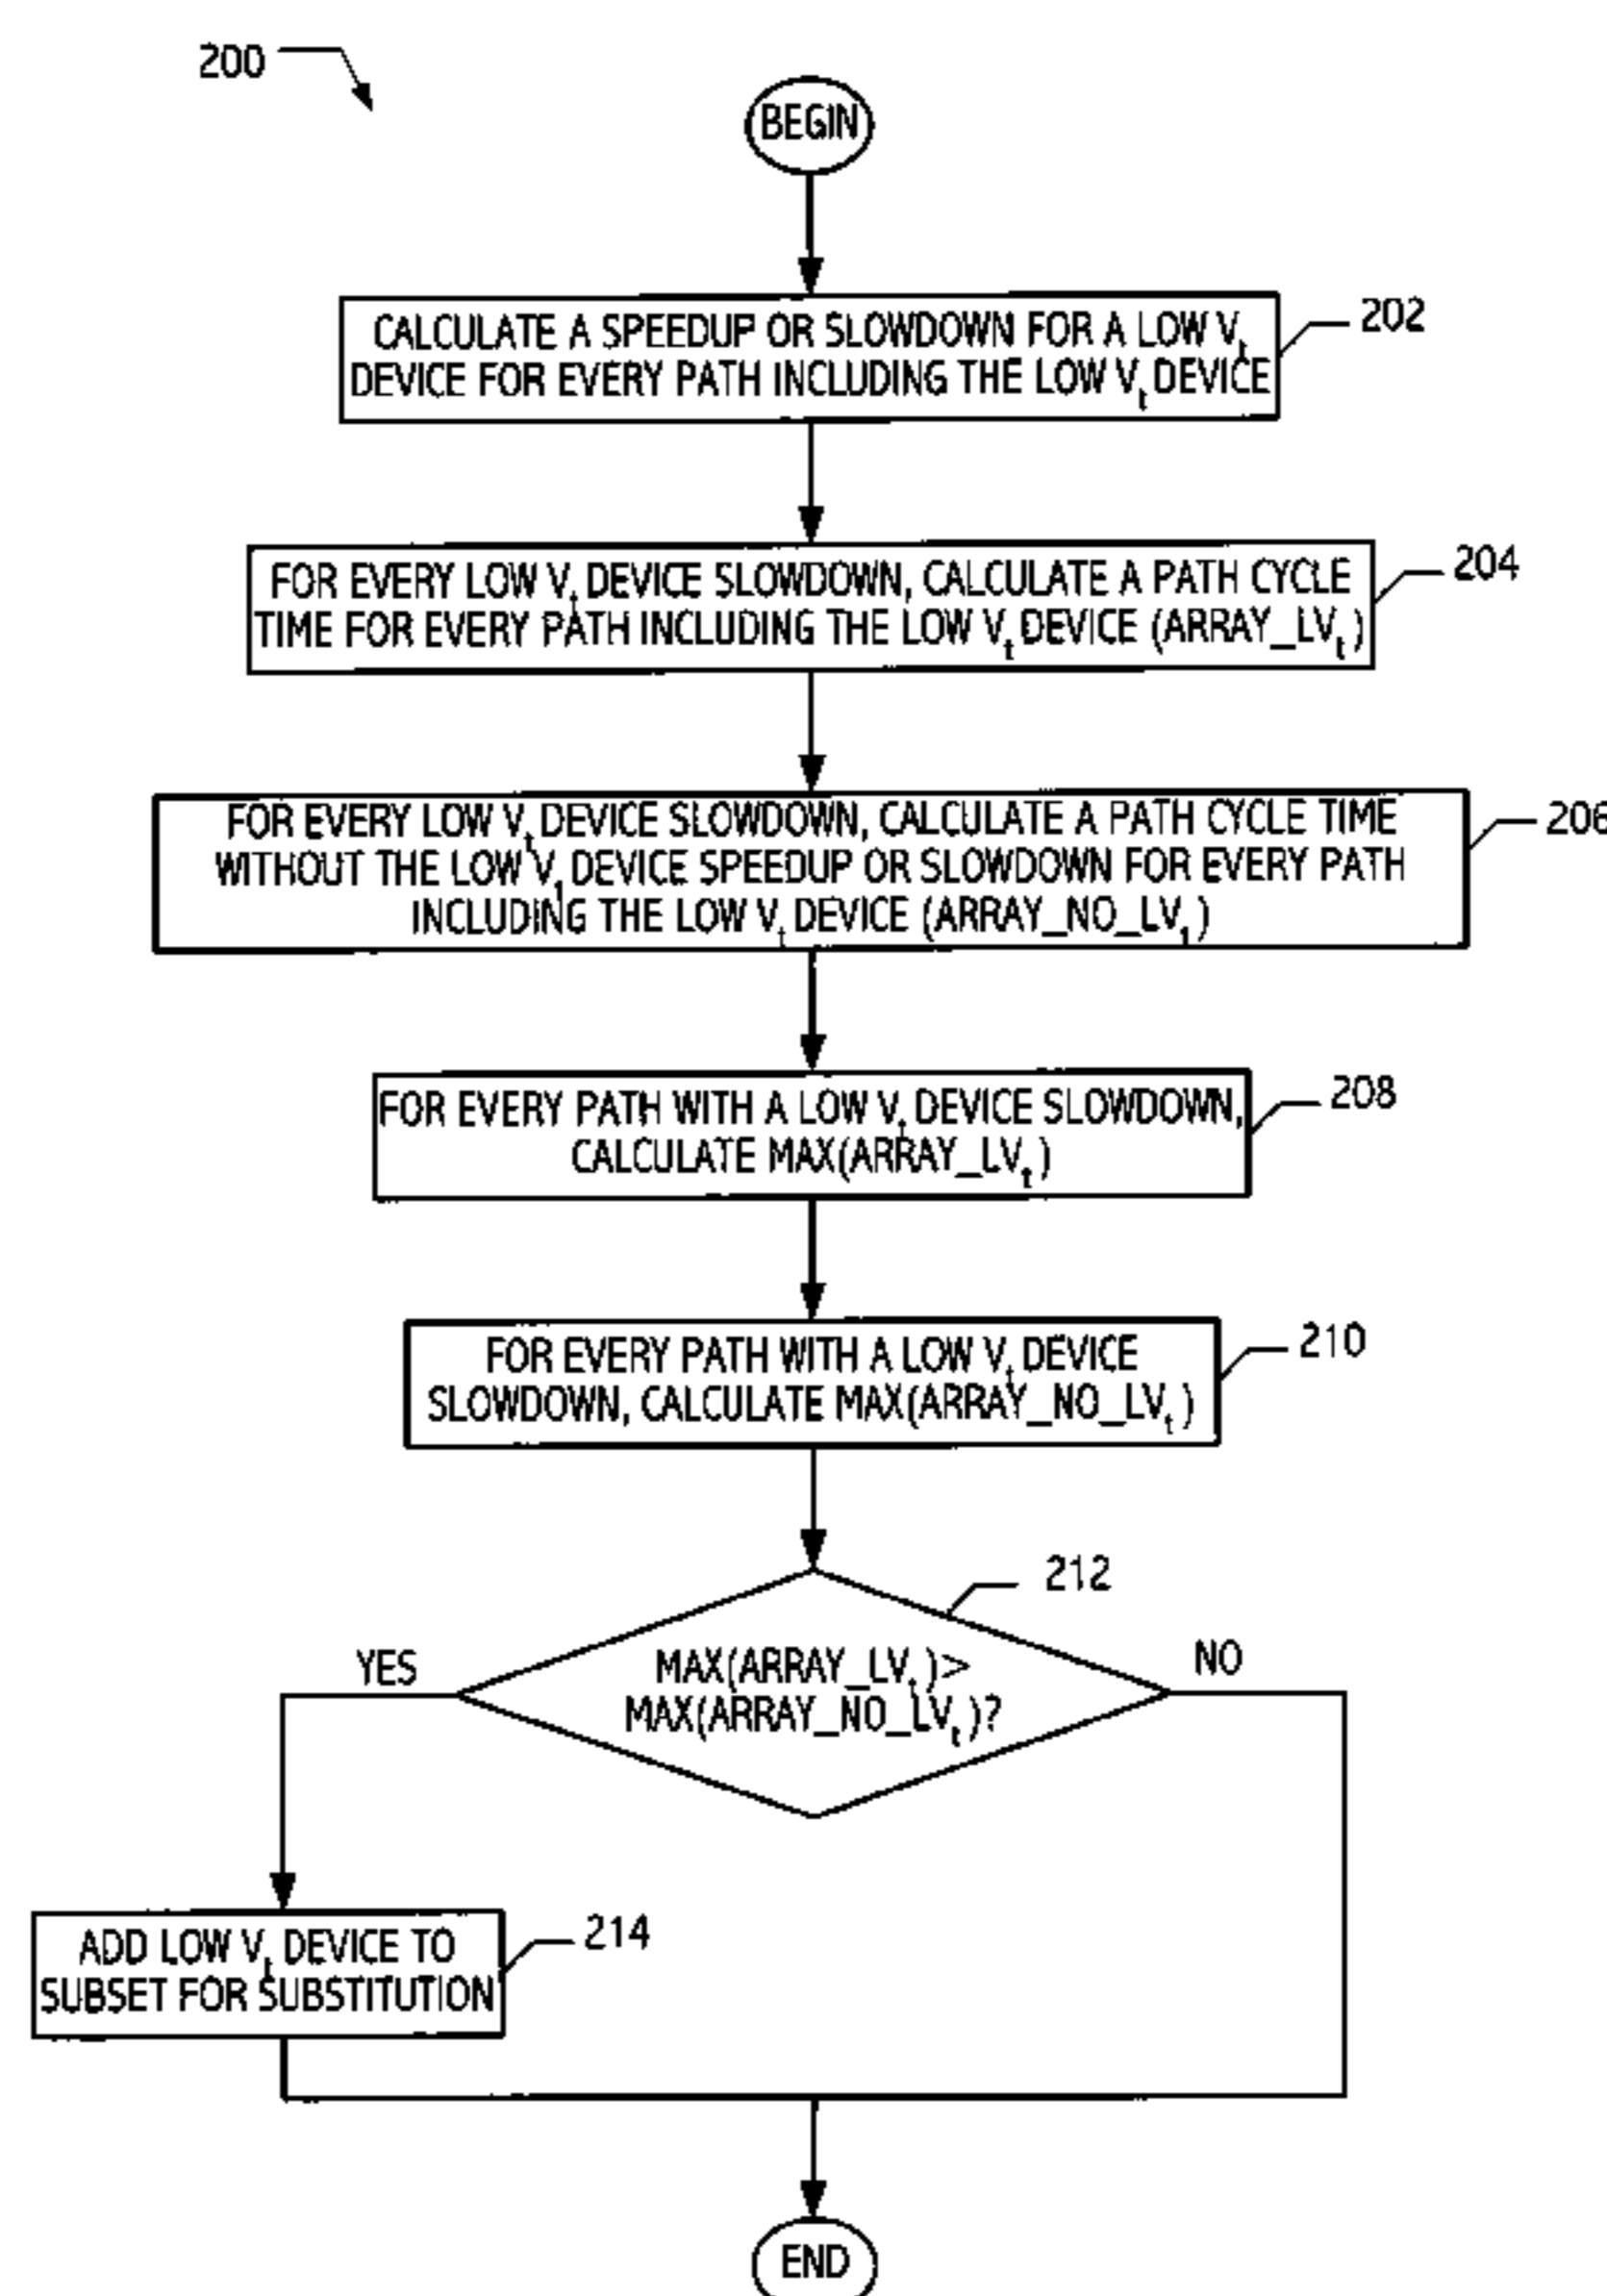 200
BEGIN
CALCULATE A SPEEDUP OR SLOWDOWN FOR A LOW Vt
DEVICE FOR EVERY PATH INCLUDING THE LOW Vt DEVICE
202
FOR EVERY LOW Vt DEVICE SLOWDOWN, CALCULATE A PATH CYCLE
TIME FOR EVERY PATH INCLUDING THE LOW Vt DEVICE (ARRAY_LVt)
204
FOR EVERY LOW Vt DEVICE SLOWDOWN, CALCULATE A PATH CYCLE TIME
WITHOUT THE LOW Vt DEVICE SPEEDUP OR SLOWDOWN FOR EVERY PATH
INCLUDING THE LOW Vt DEVICE (ARRAY_NO_LVt)
206
FOR EVERY PATH WITH A LOW Vt DEVICE SLOWDOWN,
CALCULATE MAX(ARRAY_LVt)
208
FOR EVERY PATH WITH A LOW Vt DEVICE
SLOWDOWN, CALCULATE MAX(ARRAY_NO_LVt)
210
212
YES
MAX(ARRAY_LVt)>
MAX(ARRAY_NO_LVt)?
NO
ADD LOW Vt DEVICE TO
SUBSET FOR SUBSTITUTION
214
END